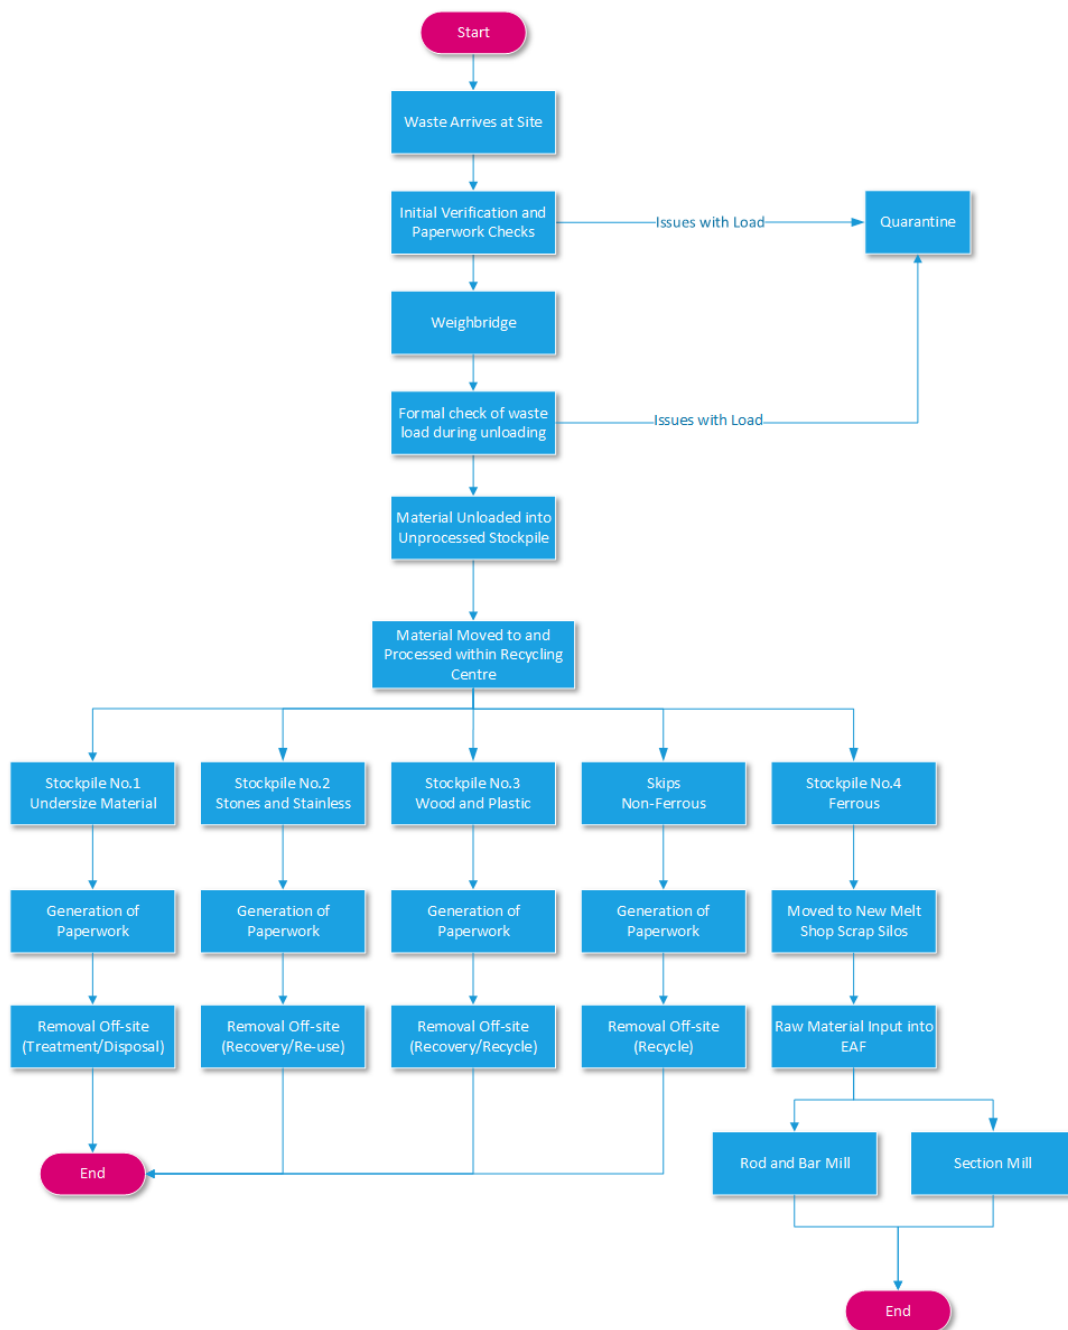 Start
Waste Arrives at Site
Initial Verification and
Paperwork Checks
Issues with Load
Quarantine
Weighbridge
Formal check of waste
load during unloading
Issues with Load
Material Unloaded into
Unprocessed Stockpile
Material Moved to and
Processed within Recycling
Centre
Stockpile No.1
Undersize Material
Stockpile No.2
Stones and Stainless
Stockpile No.3
Wood and Plastic
Skips
Non-Ferrous
Stockpile No.4
Ferrous
Generation of
Paperwork
Generation of
Paperwork
Generation of
Paperwork
Generation of
Paperwork
Moved to New Melt
Shop Scrap Silos
Removal Off-site
(Treatment/Disposal)
Removal Off-site
(Recovery/Re-use)
Removal Off-site
(Recovery/Recycle)
Removal Off-site
(Recycle)
Raw Material Input into
EAF
End
Rod and Bar Mill
Section Mill
End